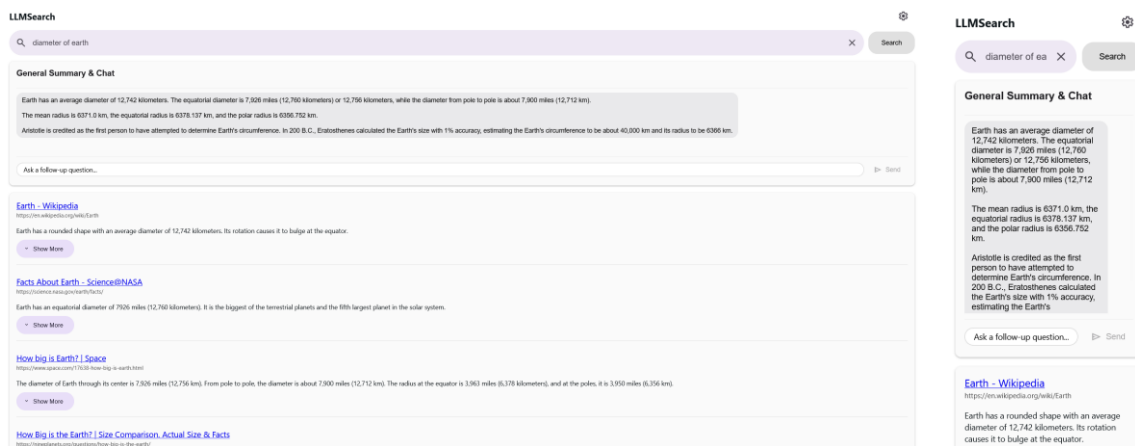 LLMSearch
diameter of earth
Search
General Summary & Chat
Earth has an average diameter of 12,742 kilometers. The equatorial diameter is 7,926 miles (12,760 kilometers) or 12,756 kilometers, while the diameter from pole to pole is about 7,900 miles (12,712 km).
The mean radius is 6371.0 km, the equatorial radius is 6378.137 km, and the polar radius is 6356.752 km.
Aristotle is credited as the first person to have attempted to determine Earth's circumference. In 200 B.C., Eratosthenes calculated the Earth's size with 1% accuracy, estimating the Earth's circumference to be about 40,000 km and its radius to be 6366 km.
Ask a follow-up question...
Send
Earth - Wikipedia
https://en.wikipedia.org/wiki/Earth
Earth has a rounded shape with an average diameter of 12,742 kilometers. Its rotation causes it to bulge at the equator.
Show More
Facts About Earth - Science@NASA
https://science.nasa.gov/earth/facts/
Earth has an equatorial diameter of 7926 miles (12,760 kilometers). It is the biggest of the terrestrial planets and the fifth largest planet in the solar system.
Show More
How big is Earth? | Space
https://www.space.com/17638-how-big-is-earth.html
The diameter of Earth through its center is 7,926 miles (12,756 km). From pole to pole, the diameter is about 7,900 miles (12,712 km). The radius at the equator is 3,963 miles (6,378 kilometers), and at the poles, it is 3,950 miles (6,356 km).
Show More
How Big is the Earth? | Size Comparison, Actual Size & Facts
LLMSearch
diameter of ea
Search
General Summary & Chat
Earth has an average diameter of
12,742 kilometers. The equatorial
diameter is 7,926 miles (12,760
kilometers) or 12,756 kilometers,
while the diameter from pole to
pole is about 7,900 miles (12,712
km).
The mean radius is 6371.0 km, the
equatorial radius is 6378.137 km,
and the polar radius is 6356.752
km.
Aristotle is credited as the first
person to have attempted to
determine Earth's circumference. In
200 B.C., Eratosthenes calculated
the Earth's size with 1% accuracy,
estimating the Earth's
Ask a follow-up question...
Send
Earth - Wikipedia
https://en.wikipedia.org/wiki/Earth
Earth has a rounded shape with an average
diameter of 12,742 kilometers. Its rotation
causes it to bulge at the equator.